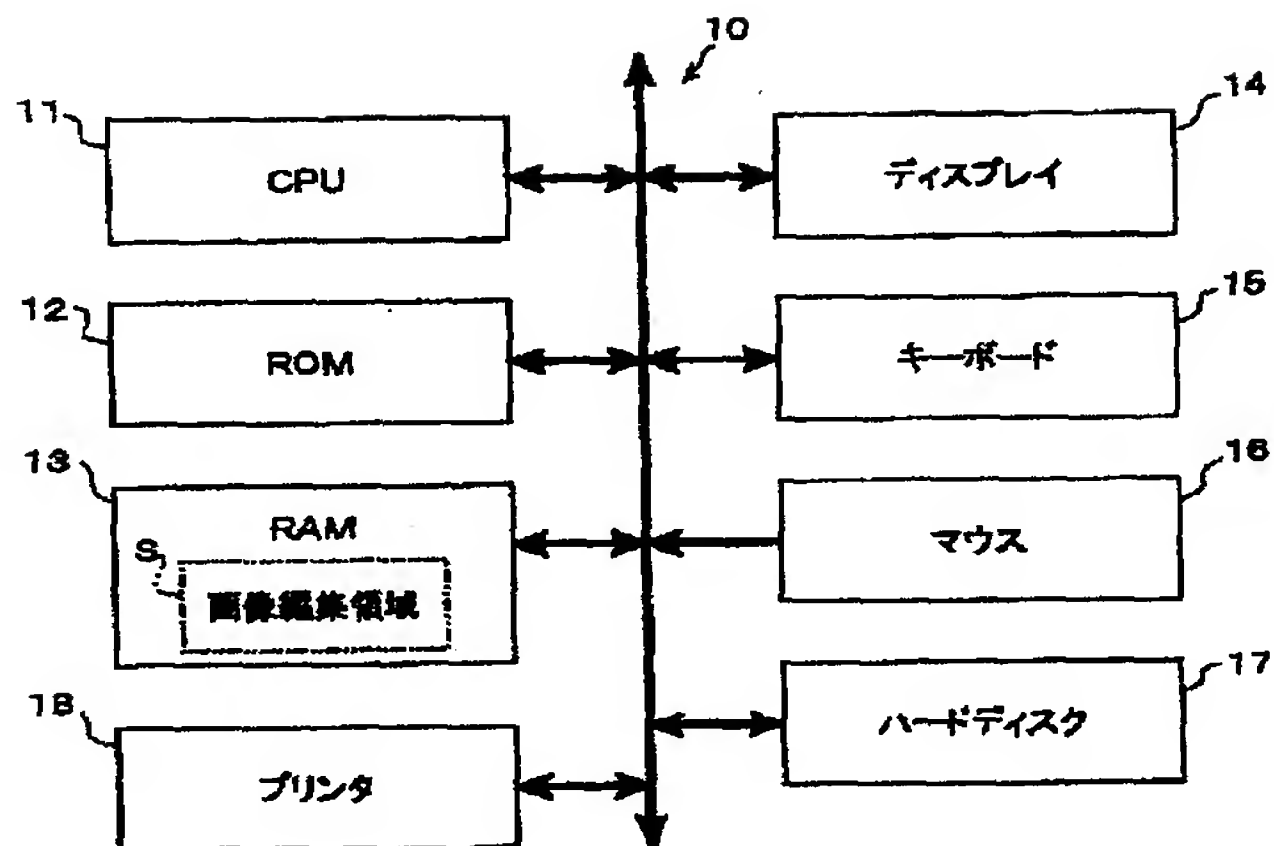 10
11
CPU
14
ディスプレイ
12
ROM
15
キーボード
13
RAM
S
画像編集領域
16
マウス
18
プリンタ
17
ハードディスク